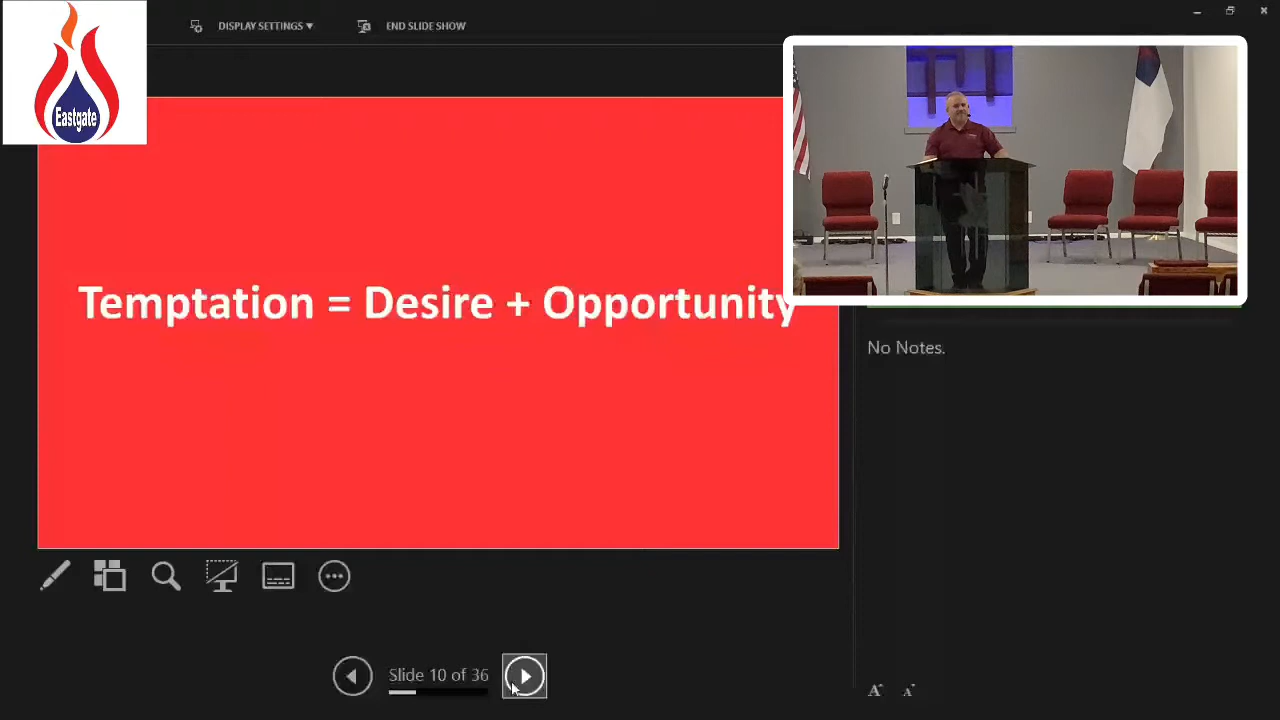 DISPLAY SETTINGS ▼
END SLIDE SHOW
Eastgate
Temptation = Desire + Opportunity
No Notes.
Slide 10 of 36
A A